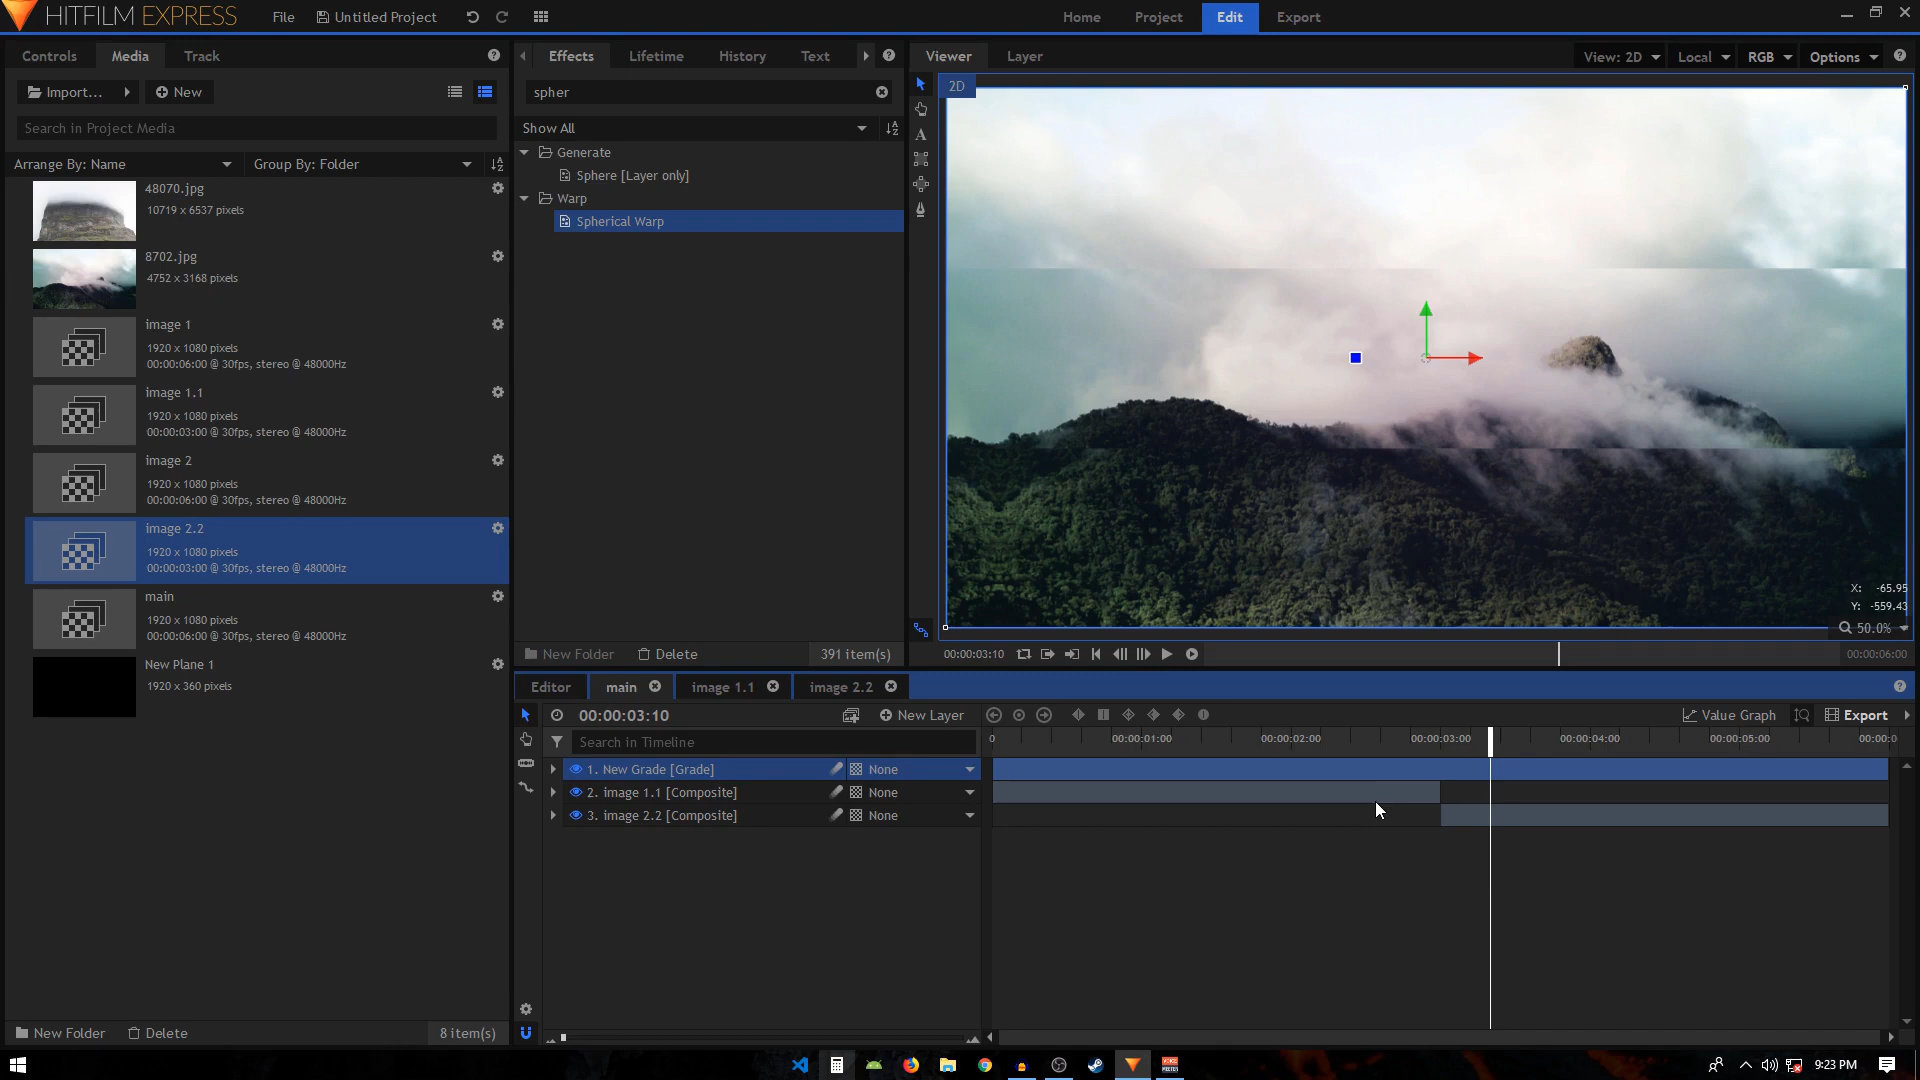 HITFILM EXPRESS
File
Untitled Project
Home
Project
Edit
Export
Controls
Media
Track
Import...
New
Search in Project Media
Arrange By: Name
Group By: Folder
48070.jpg
10719 x 6537 pixels
8702.jpg
4752 x 3168 pixels
image 1
1920 x 1080 pixels
00:00:06:00 @ 30fps, stereo @ 48000Hz
image 1.1
1920 x 1080 pixels
00:00:03:00 @ 30fps, stereo @ 48000Hz
image 2
1920 x 1080 pixels
00:00:06:00 @ 30fps, stereo @ 48000Hz
image 2.2
1920 x 1080 pixels
00:00:03:00 @ 30fps, stereo @ 48000Hz
main
1920 x 1080 pixels
00:00:06:00 @ 30fps, stereo @ 48000Hz
New Plane 1
1920 x 360 pixels
New Folder
Delete
8 item(s)
Effects
Lifetime
History
Text
spher
Show All
Generate
Sphere [Layer only]
Warp
Spherical Warp
New Folder
Delete
391 item(s)
Viewer
Layer
View: 2D
Local
RGB
Options
2D
A
X: -65.95
Y: -559.43
50.0%
00:00:03:10
00:00:06:00
Editor
main
image 1.1
image 2.2
00:00:03:10
New Layer
Value Graph
Export
Search in Timeline
0
00:00:01:00
00:00:02:00
00:00:03:00
00:00:04:00
00:00:05:00
00:00:0
1. New Grade [Grade]
None
2. image 1.1 [Composite]
None
3. image 2.2 [Composite]
None
9:23 PM